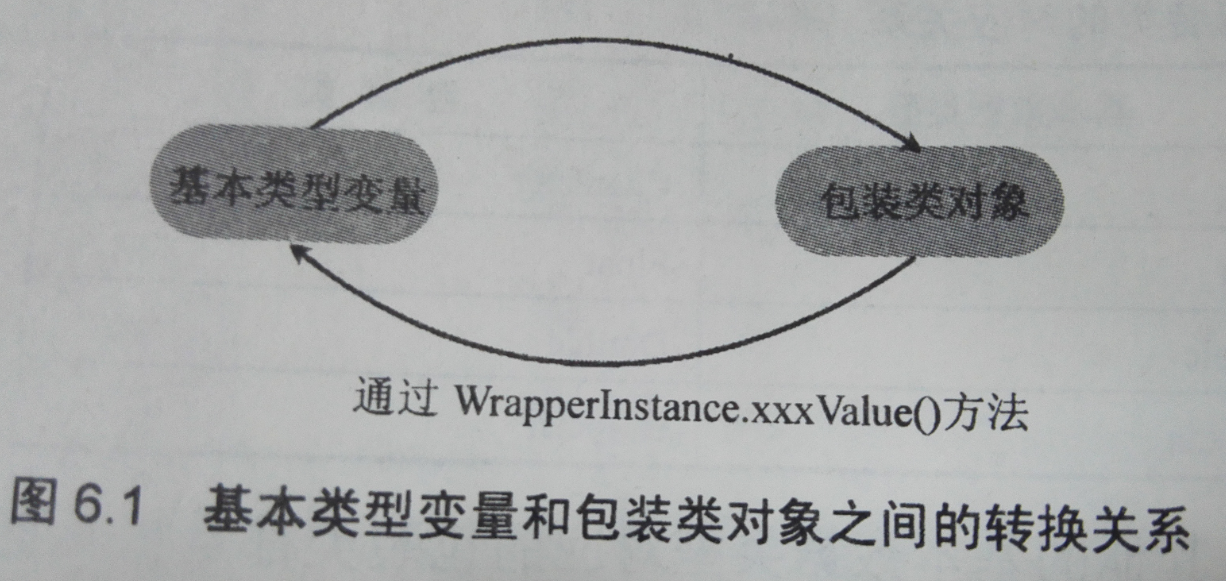 基本类型变量
包装类对象
通过 WrapperInstance.xxxValue()方法
图 6.1 基本类型变量和包装类对象之间的转换关系